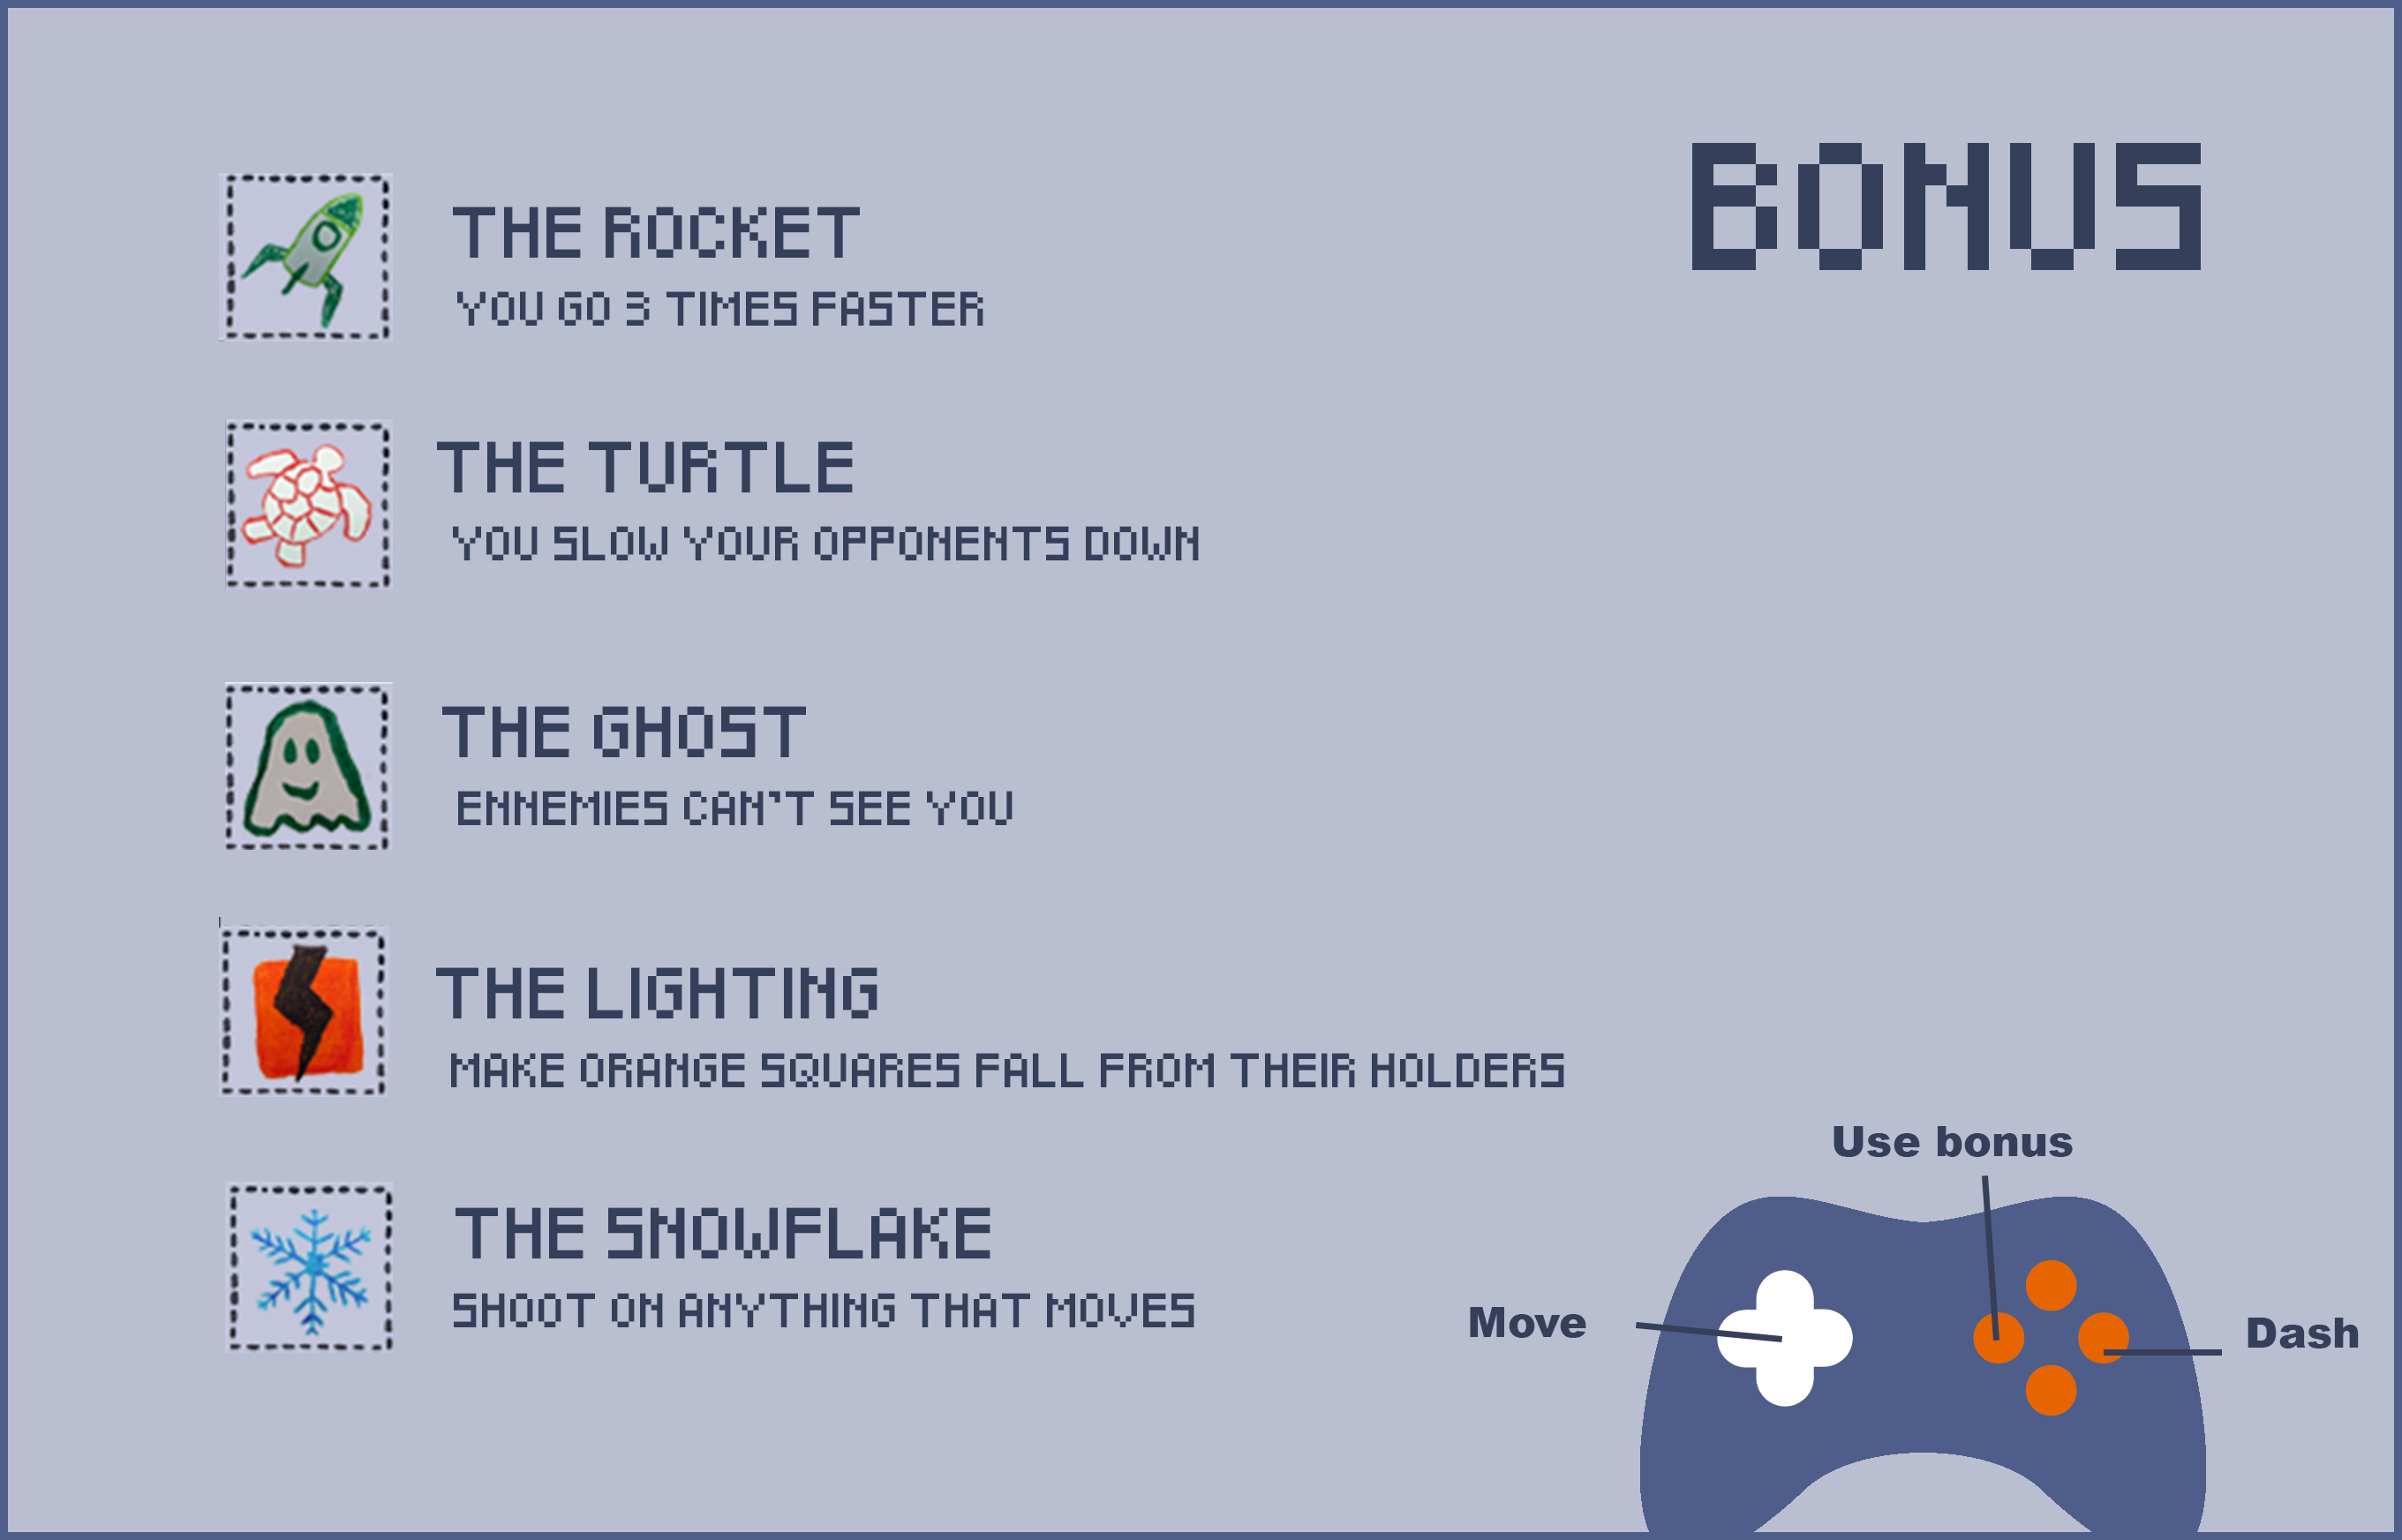 BONUS
THE ROCKET
YOU GO 3 TIMES FASTER
THE TURTLE
YOU SLOW YOUR OPPONENTS DOWN
THE GHOST
ENNEMIES CAN'T SEE YOU
THE LIGHTING
MAKE ORANGE SQUARES FALL FROM THEIR HOLDERS
THE SNOWFLAKE
SHOOT ON ANYTHING THAT MOVES
Use bonus
Move
Dash